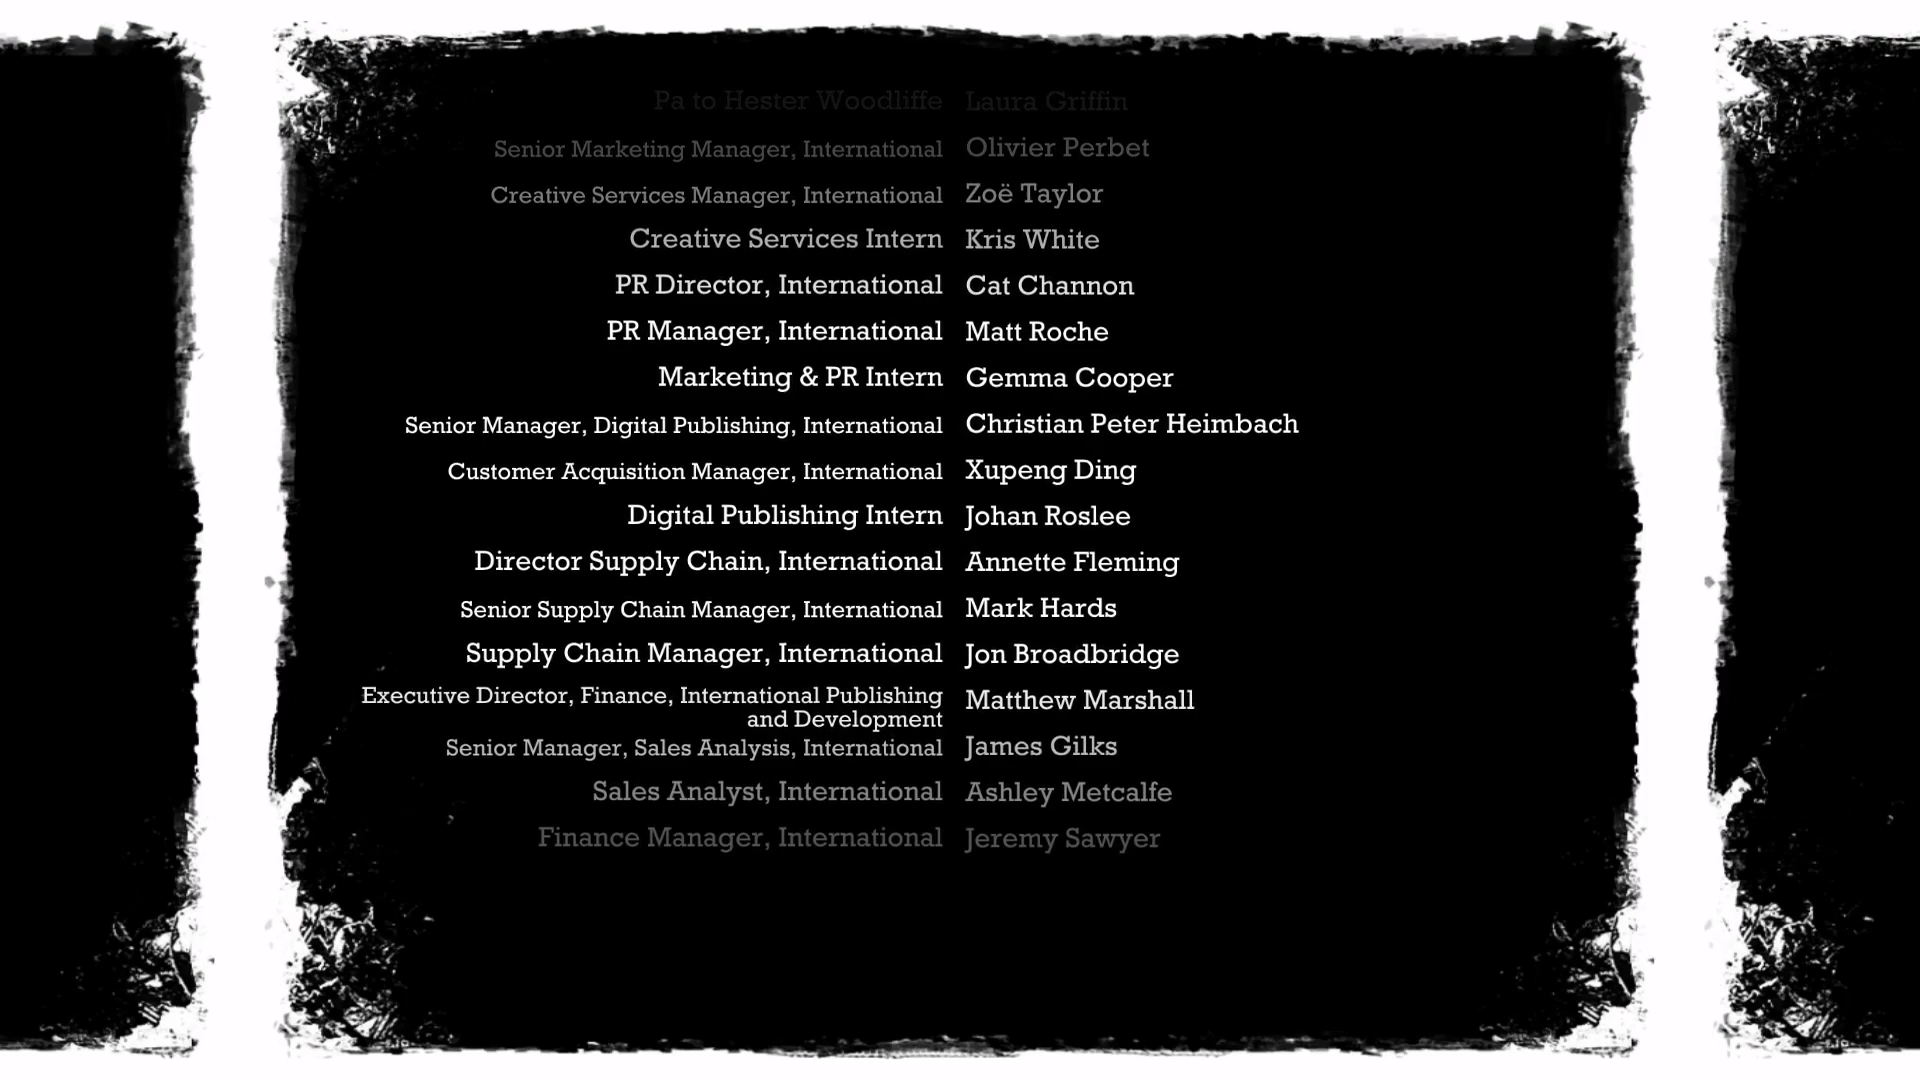 Pa to Hester Woodliffe Laura Griffin
Senior Marketing Manager, International Olivier Perbet
Creative Services Manager, International Zoë Taylor
Creative Services Intern Kris White
PR Director, International Cat Channon
PR Manager, International Matt Roche
Marketing & PR Intern Gemma Cooper
Senior Manager, Digital Publishing, International Christian Peter Heimbach
Customer Acquisition Manager, International Xupeng Ding
Digital Publishing Intern Johan Roslee
Director Supply Chain, International Annette Fleming
Senior Supply Chain Manager, International Mark Hards
Supply Chain Manager, International Jon Broadbridge
Executive Director, Finance, International Publishing Matthew Marshall
and Development
Senior Manager, Sales Analysis, International James Gilks
Sales Analyst, International Ashley Metcalfe
Finance Manager, International Jeremy Sawyer